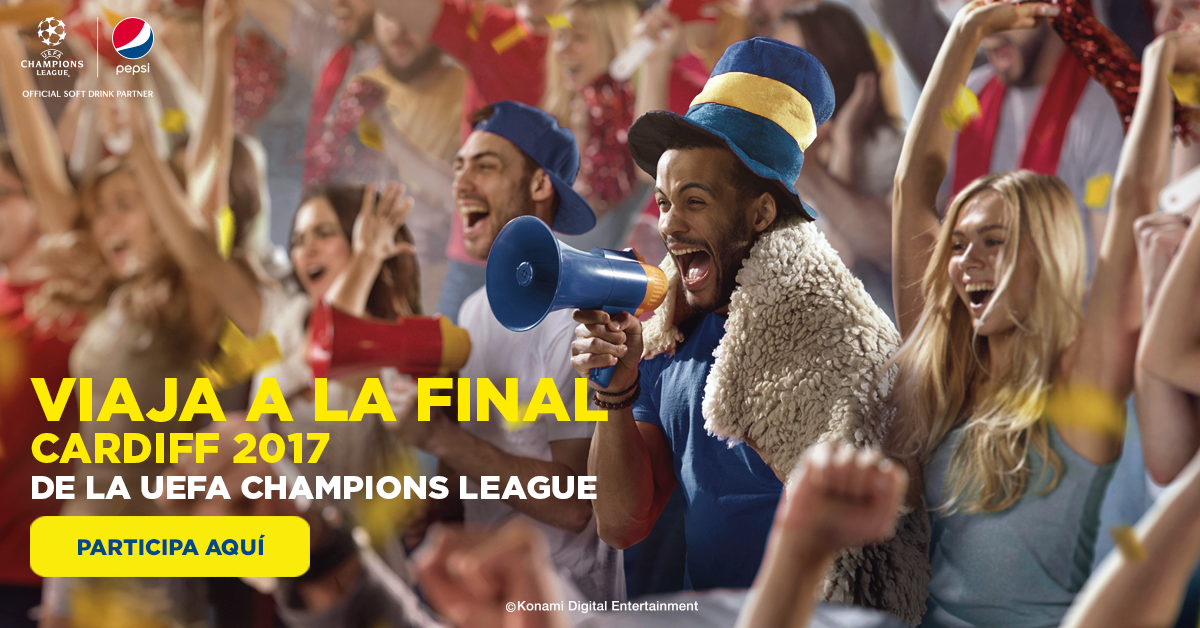 UEFA
CHAMPIONS
LEAGUE
pepsi
OFFICIAL SOFT DRINK PARTNER
VIAJA A LA FINAL
CARDIFF 2017
DE LA UEFA CHAMPIONS LEAGUE
PARTICIPA AQUÍ
©Konami Digital Entertainment